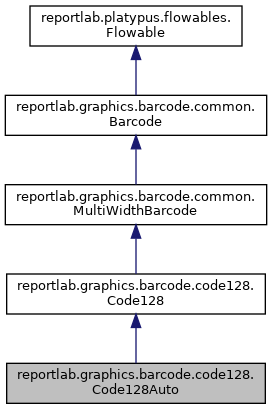 reportlab.platypus.flowables.
Flowable
reportlab.graphics.barcode.common.
Barcode
reportlab.graphics.barcode.common.
MultiWidthBarcode
reportlab.graphics.barcode.code128.
Code128
reportlab.graphics.barcode.code128.
Code128Auto